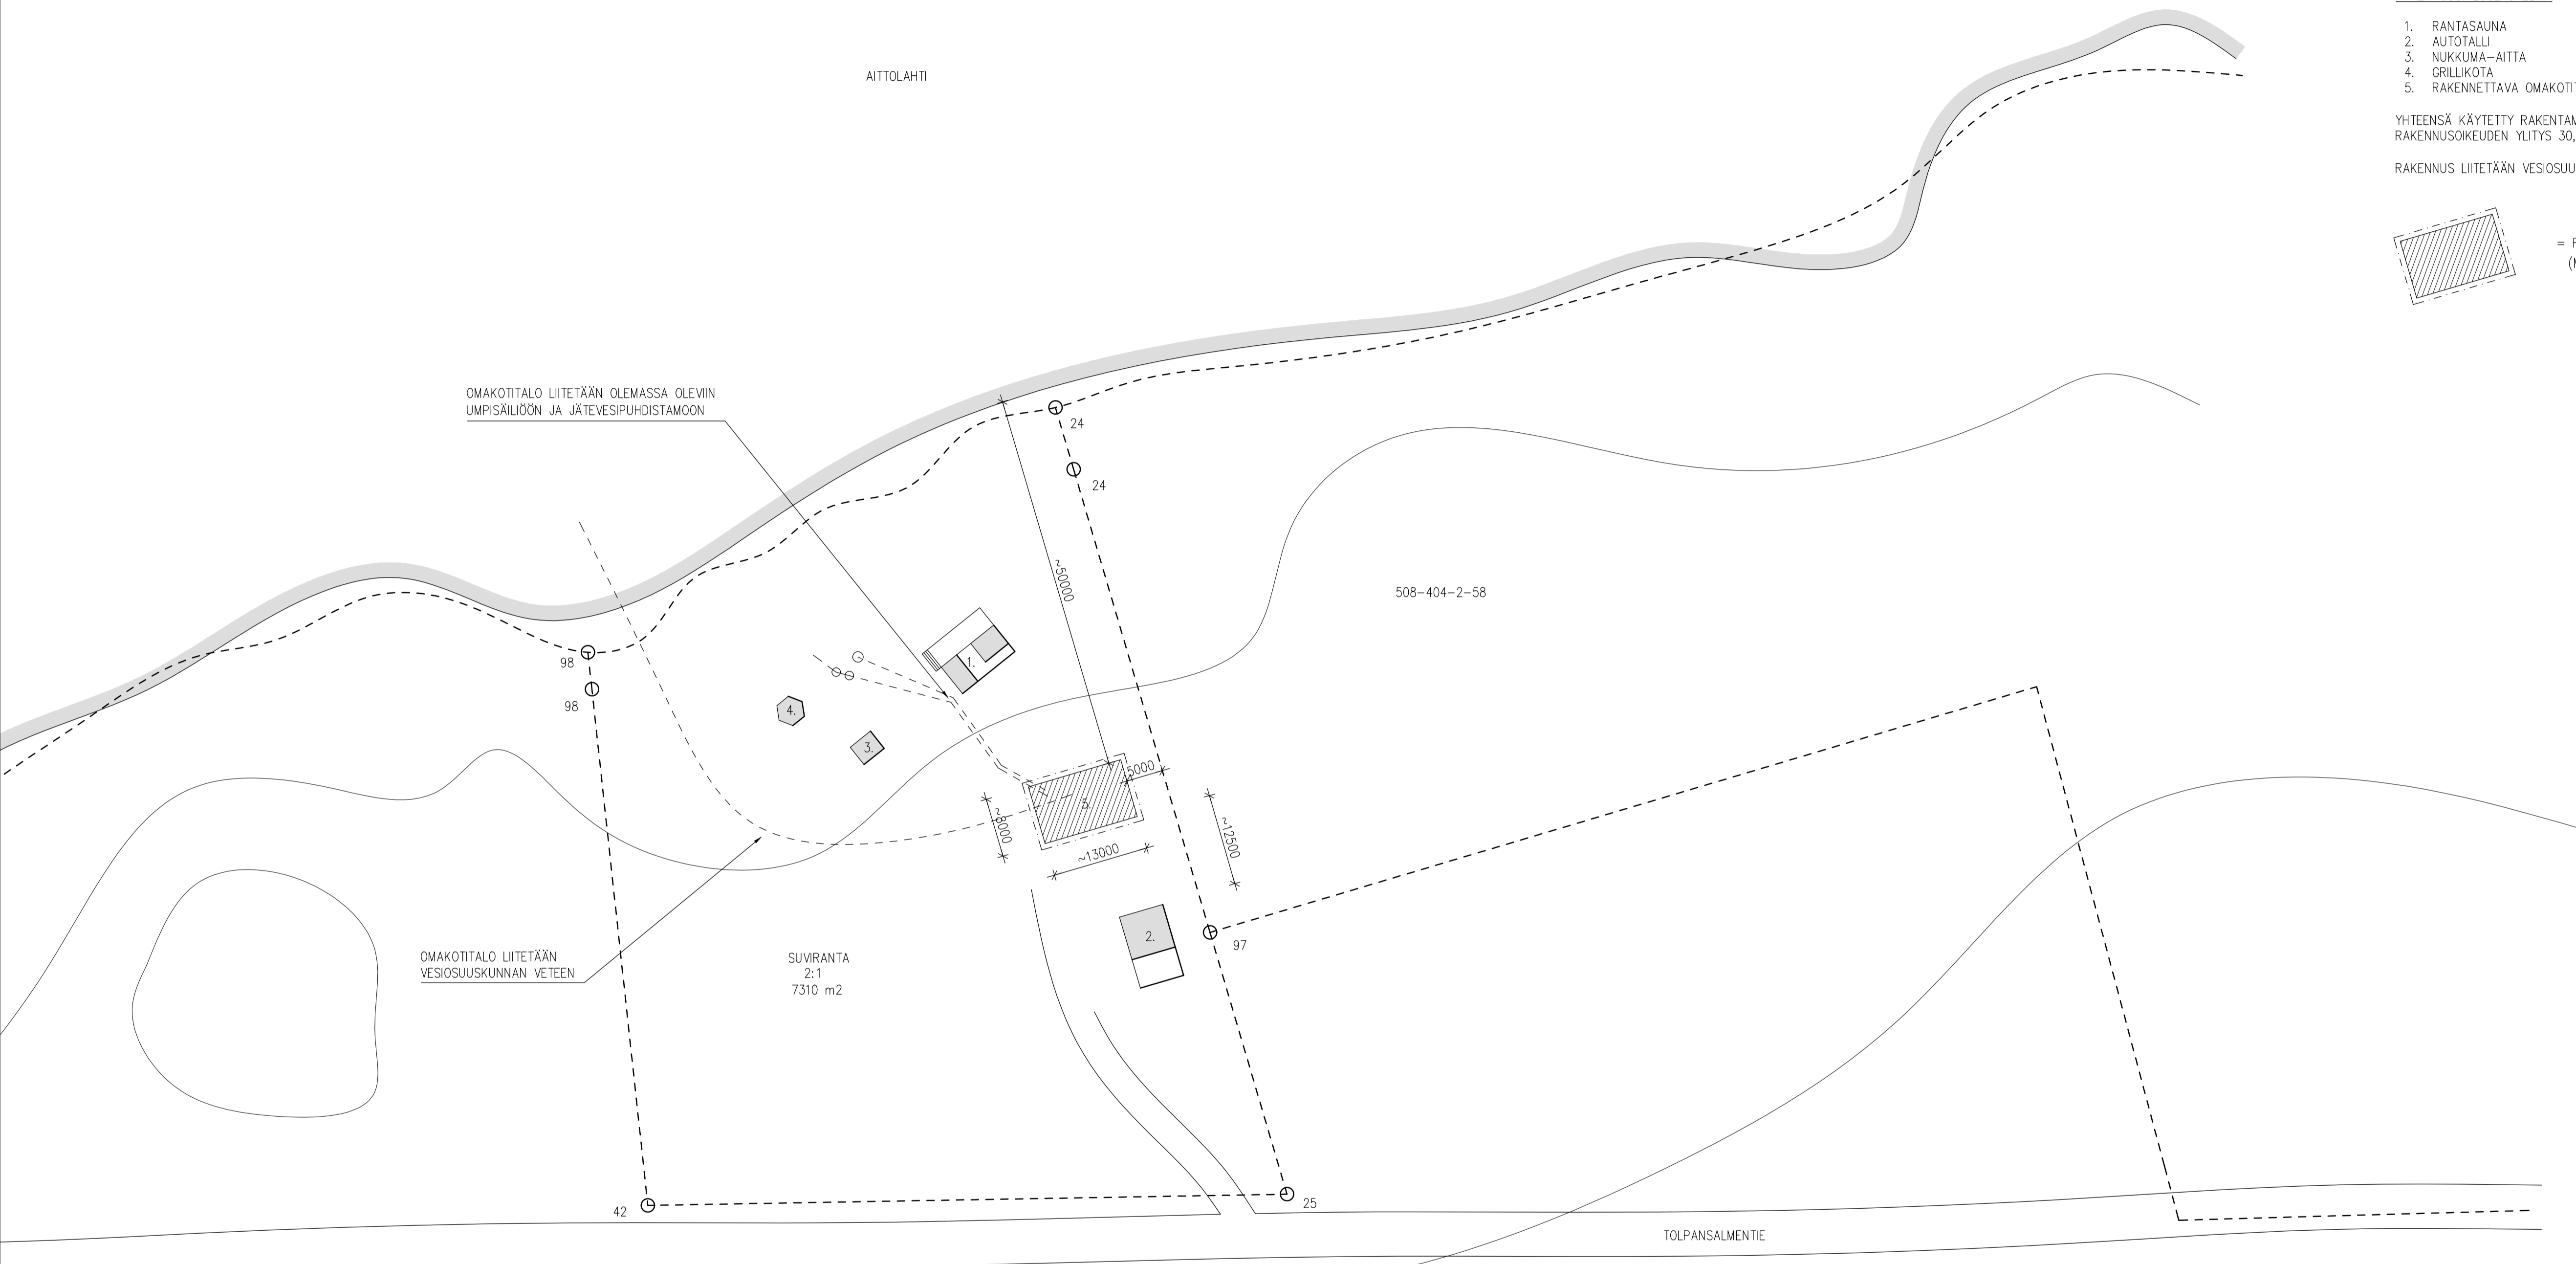 AITTOLAHTI
1. RANTASAUNA
2. AUTOTALLI
3. NUKKUMA-AITTA
4. GRILLIKOTA
5. RAKENNETTAVA
YHTEENSÄ KÄYTETTY
RAKENNUSOIKEUDEN YLITYS 30,
RAKENNUS LIITETÄÄN
=
OMAKOTITALO LIITETÄÄN OLEMASSA OLEVIIN
UMPISÄILIÖÖN JA JÄTEVESIPUHDISTAMOON
24
24
~50000
508-404-2-58
98
98
1.
4.
3.
5.
5000
~8000
~13000
~12500
2.
97
OMAKOTITALO LIITETÄÄN
VESIOSUUSKUNNAN VETEEN
SUVIRANTA
2:1
7310 m2
42
25
TOLPANSALMENTIE